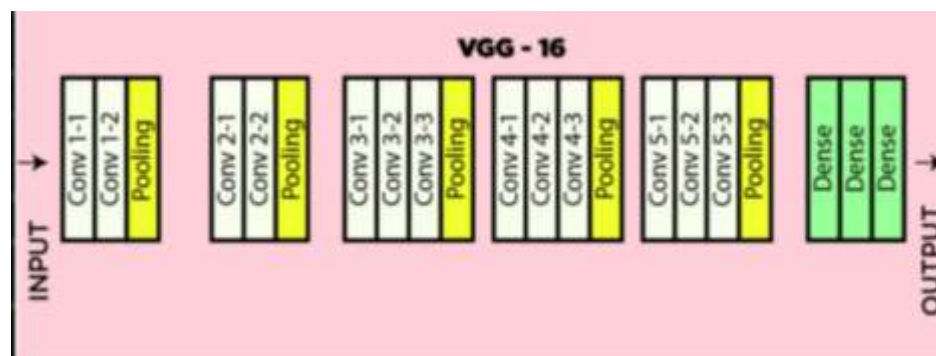 VGG - 16
INPUT
Conv 1-1
Conv 1-2
Pooling
Conv 2-1
Conv 2-2
Pooling
Conv 3-1
Conv 3-2
Conv 3-3
Pooling
Conv 4-1
Conv 4-2
Conv 4-3
Pooling
Conv 5-1
Conv 5-2
Conv 5-3
Pooling
Dense
Dense
Dense
OUTPUT